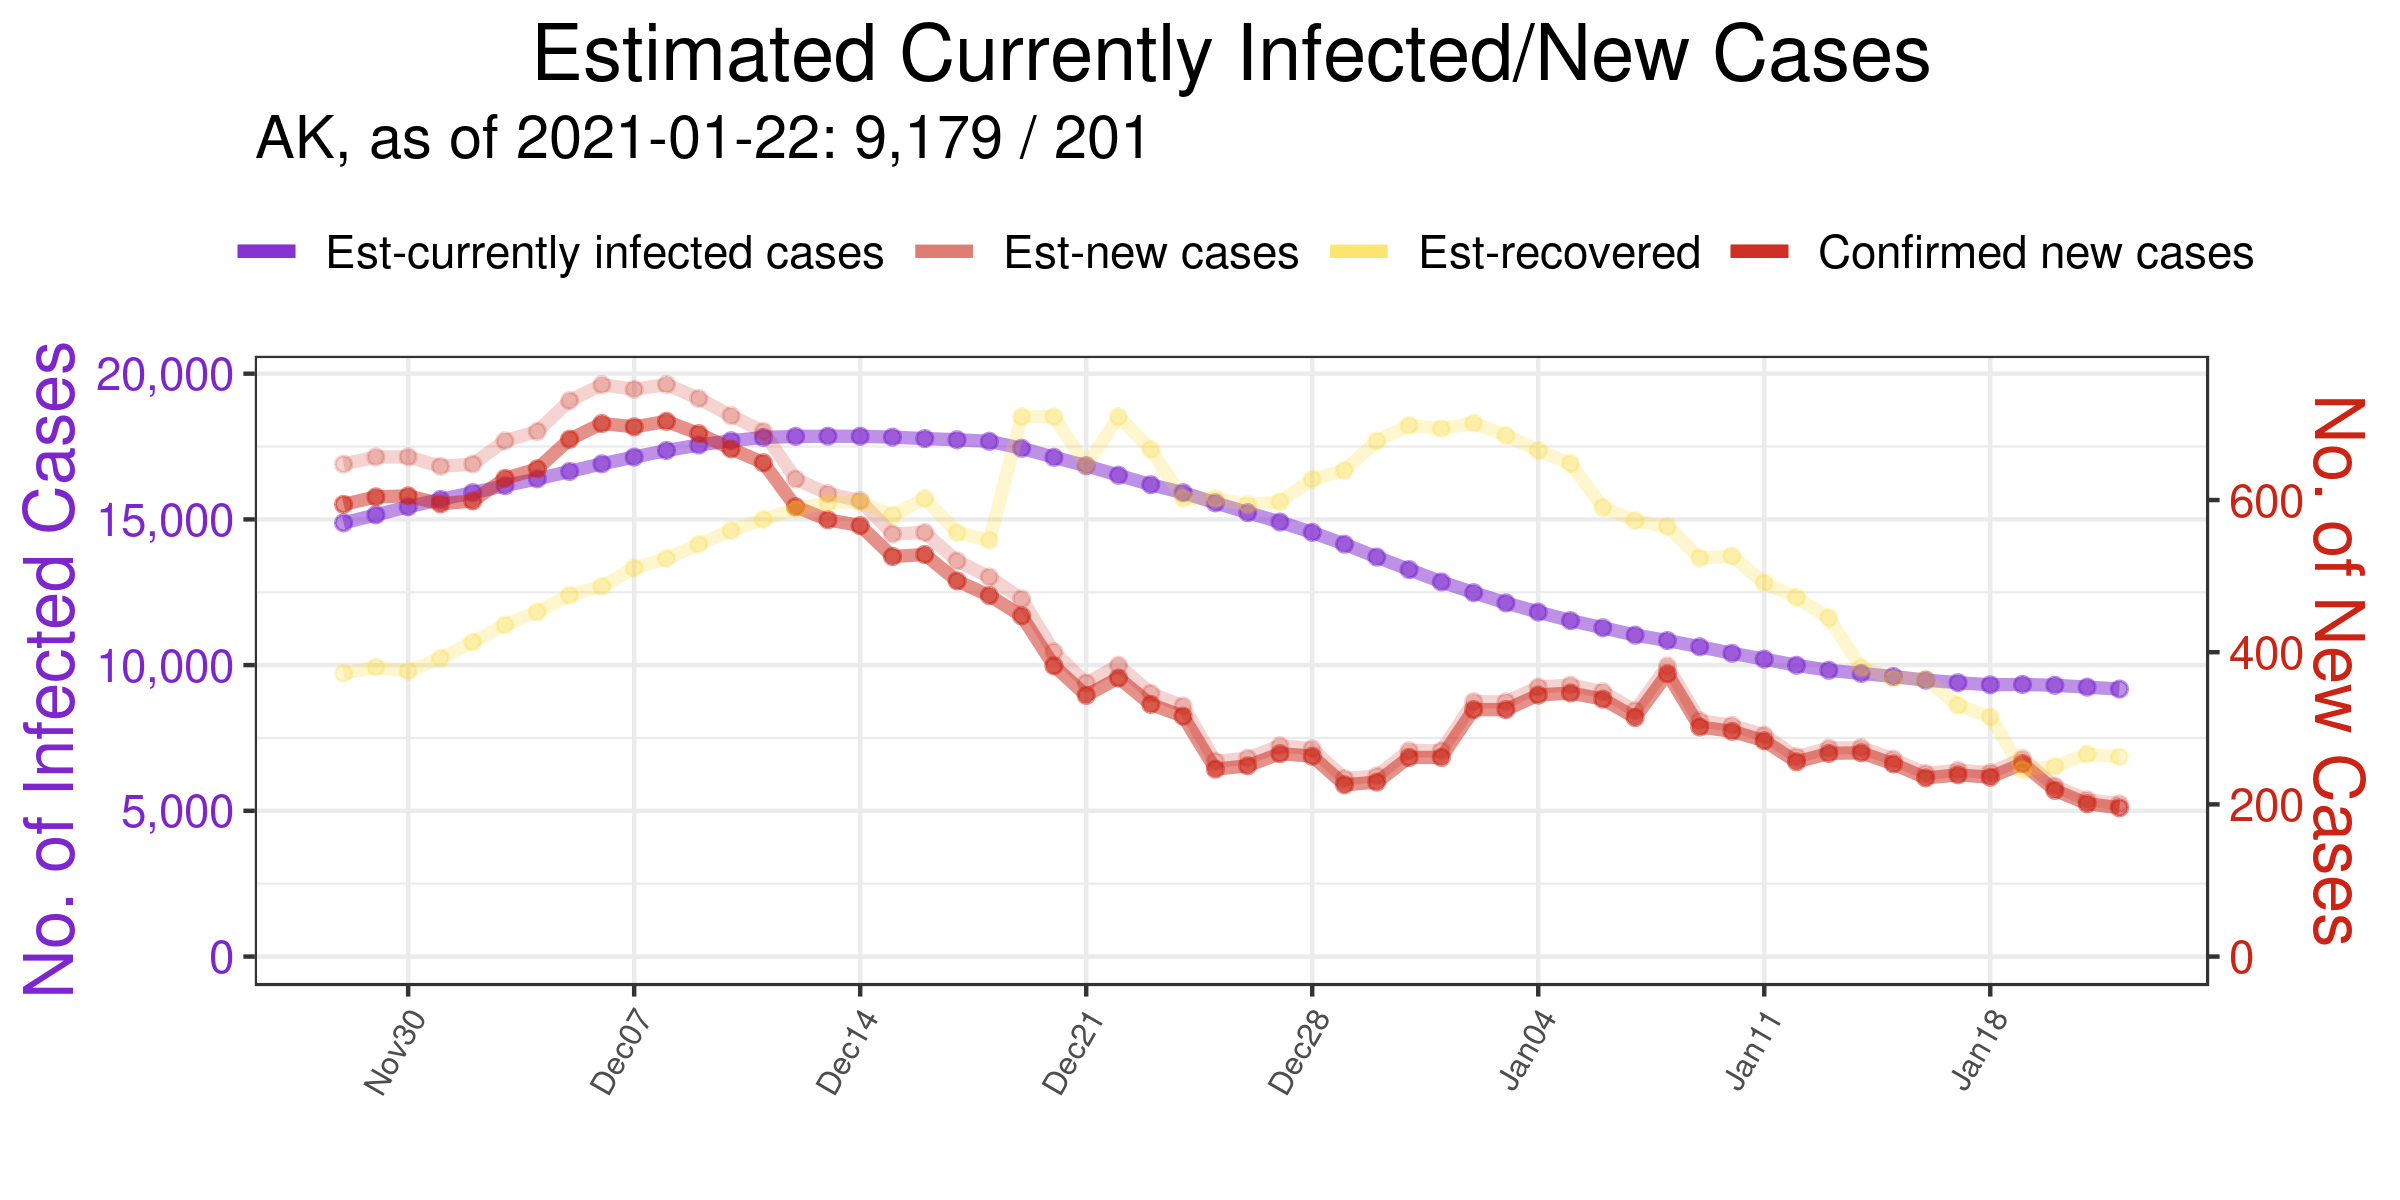 Estimated Currently Infected/New Cases
AK, as of 2021-01-22: 9,179 / 201
Est-currently infected cases Est-new cases Est-recovered Confirmed new cases
No. of Infected Cases
20,000
15,000
10,000
5,000
0
600
400
200
0
No. of New Cases
Nov30 Dec07 Dec14 Dec21 Dec28 Jan04 Jan11 Jan18